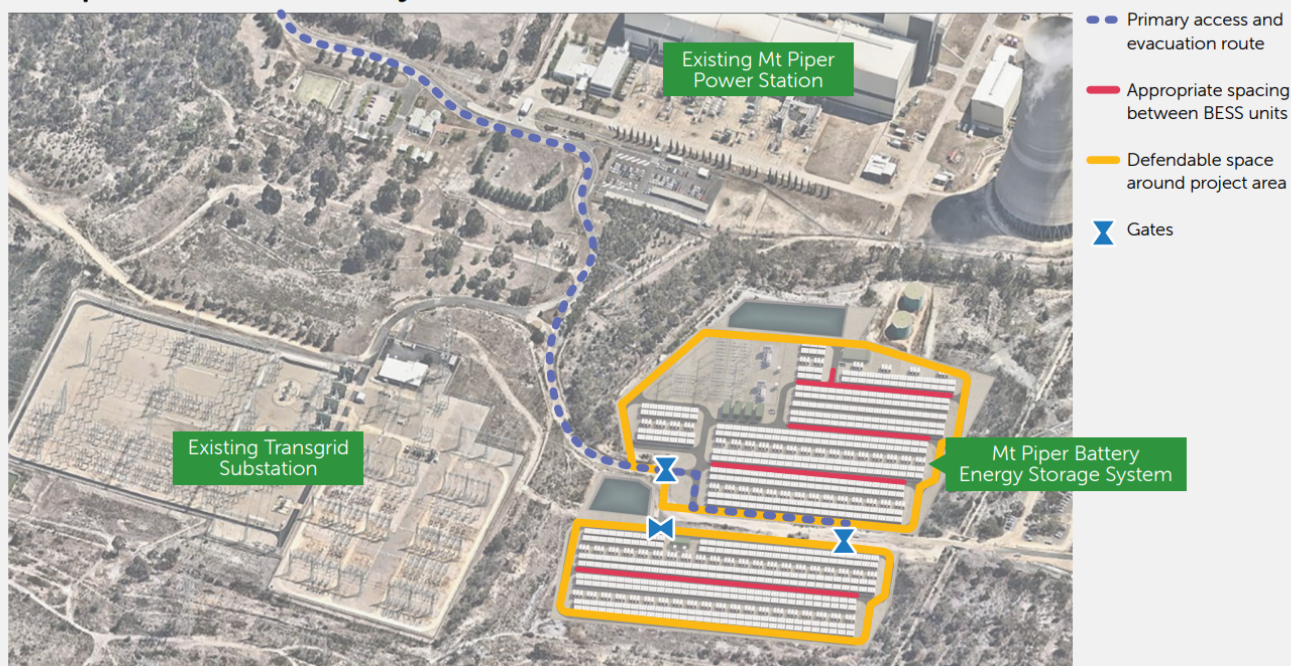 Existing Mt Piper
Power Station
Existing Transgrid
Substation
Mt Piper Battery
Energy Storage System
Primary access and
evacuation route
Appropriate spacing
between BESS units
Defendable space
around project area
Gates